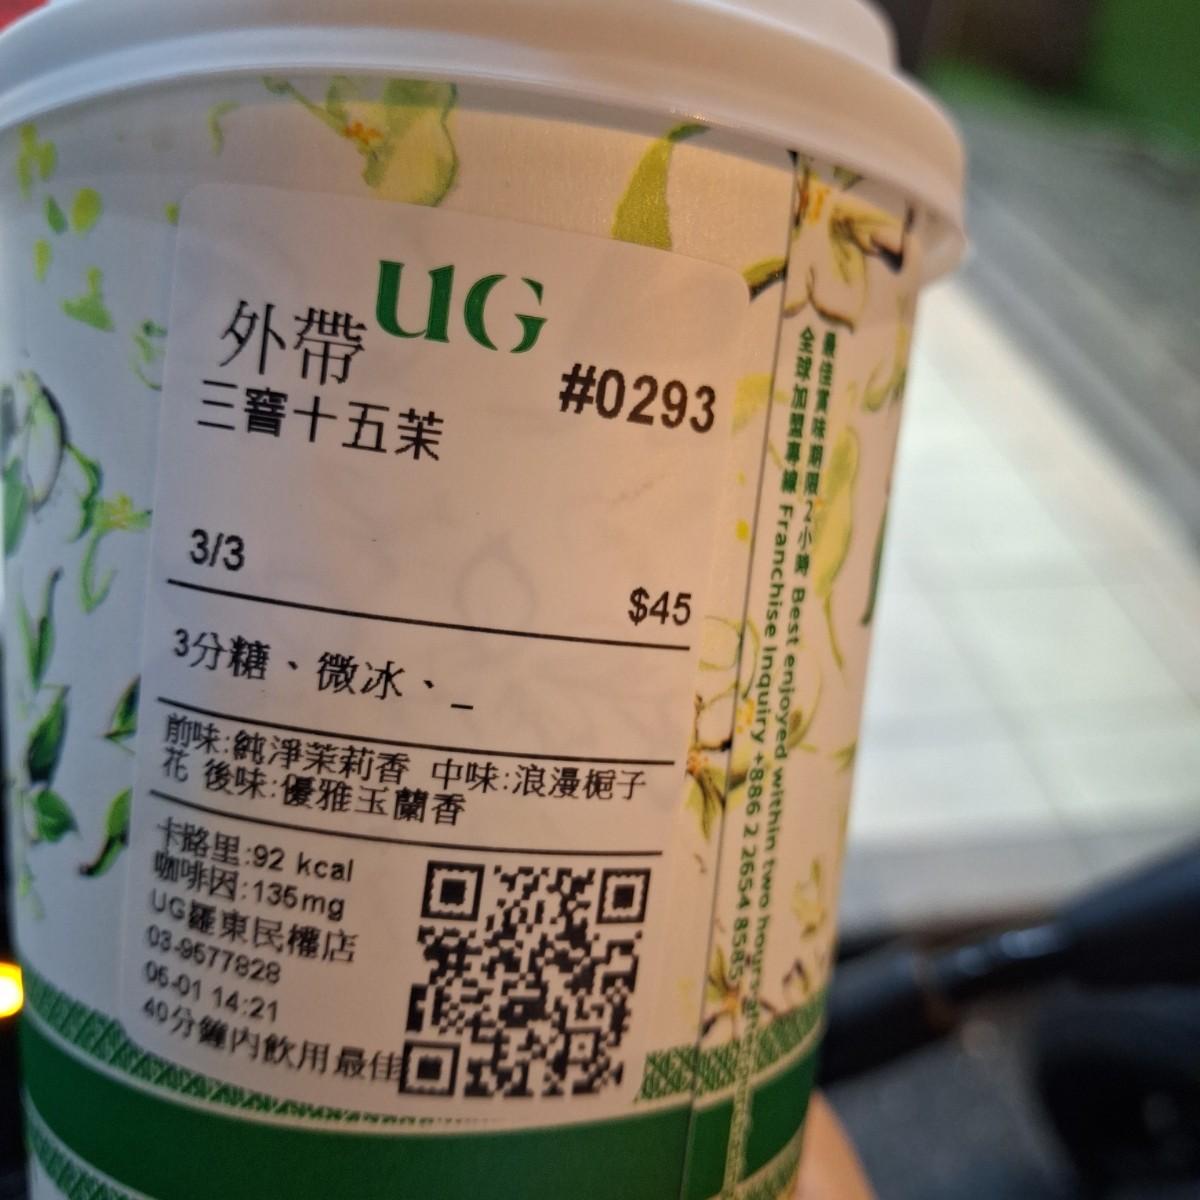 UG
外帶
#0293
三窨十五茉
3/3
$45
3分糖、微冰、_
前味:純淨茉莉香 中味:浪漫梔子
花 後味:優雅玉蘭香
卡路里:92 kcal
咖啡因:135mg
UG羅東民權店
03-9577828
06-01 14:21
40分鐘內飲用最佳
最佳賞味期限2小時 Best enjoyed within two hours
全球加盟專線 Franchise Inquiry +886 2 2654 8585